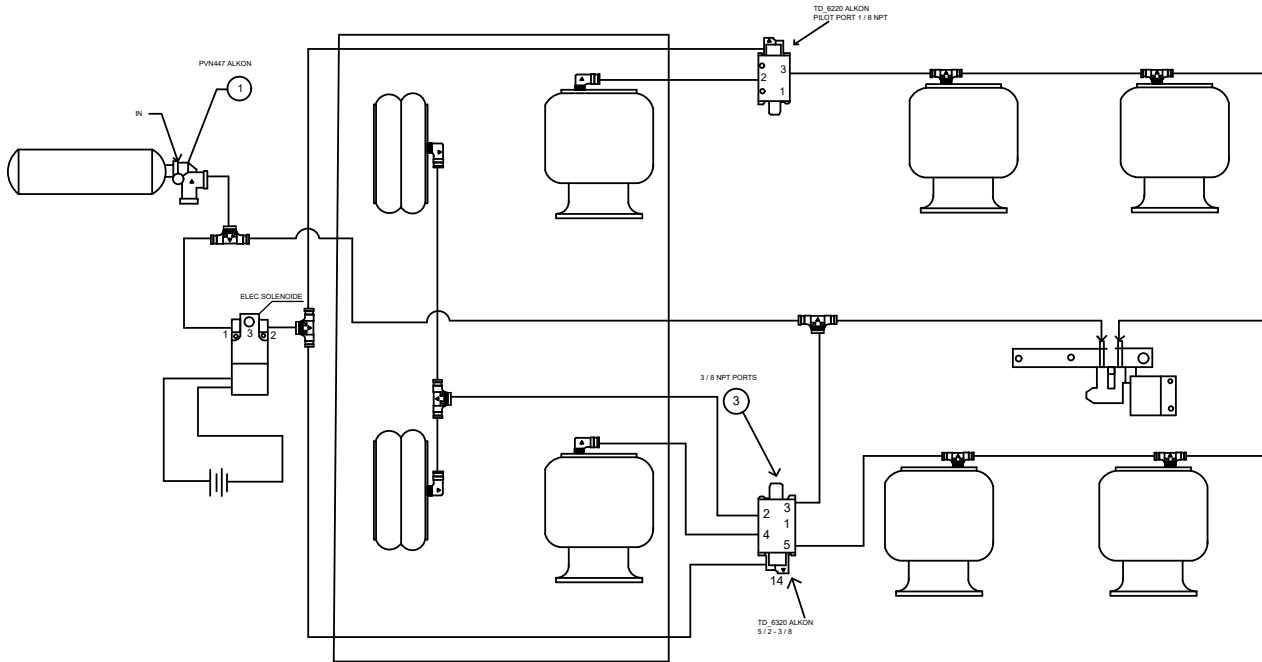 TD_6220 ALKON
PILOT PORT 1 / 8 NPT
PVN447 ALKON
1
IN
3
2
1
ELEC.SOLENOIDE
1
3
2
3 / 8 NPT PORTS
3
2
3
1
4
5
14
TD_6320 ALKON
5 / 2 - 3 / 8